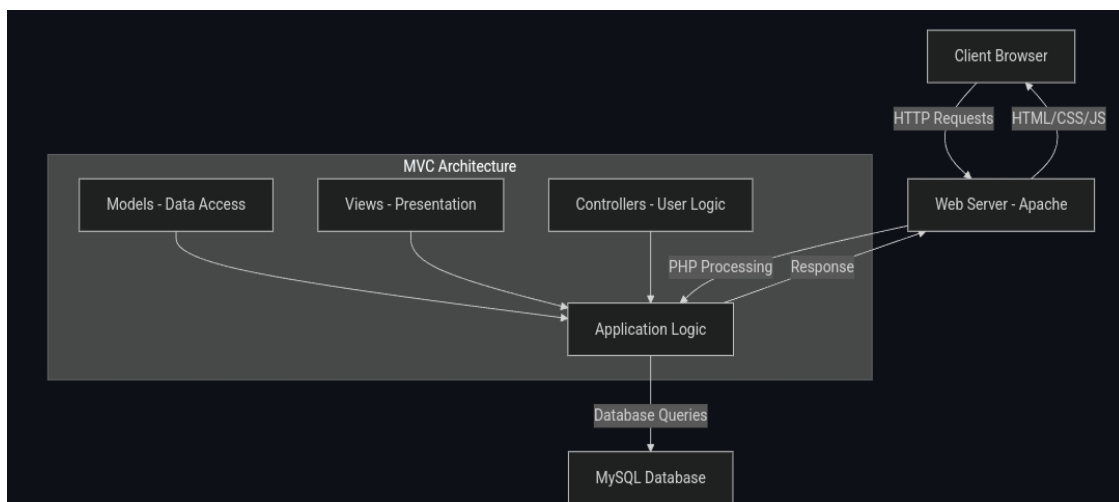 Client Browser
HTTP Requests
HTML/CSS/JS
MVC Architecture
Models - Data Access
Views - Presentation
Controllers - User Logic
Web Server - Apache
PHP Processing
Response
Application Logic
Database Queries
MySQL Database